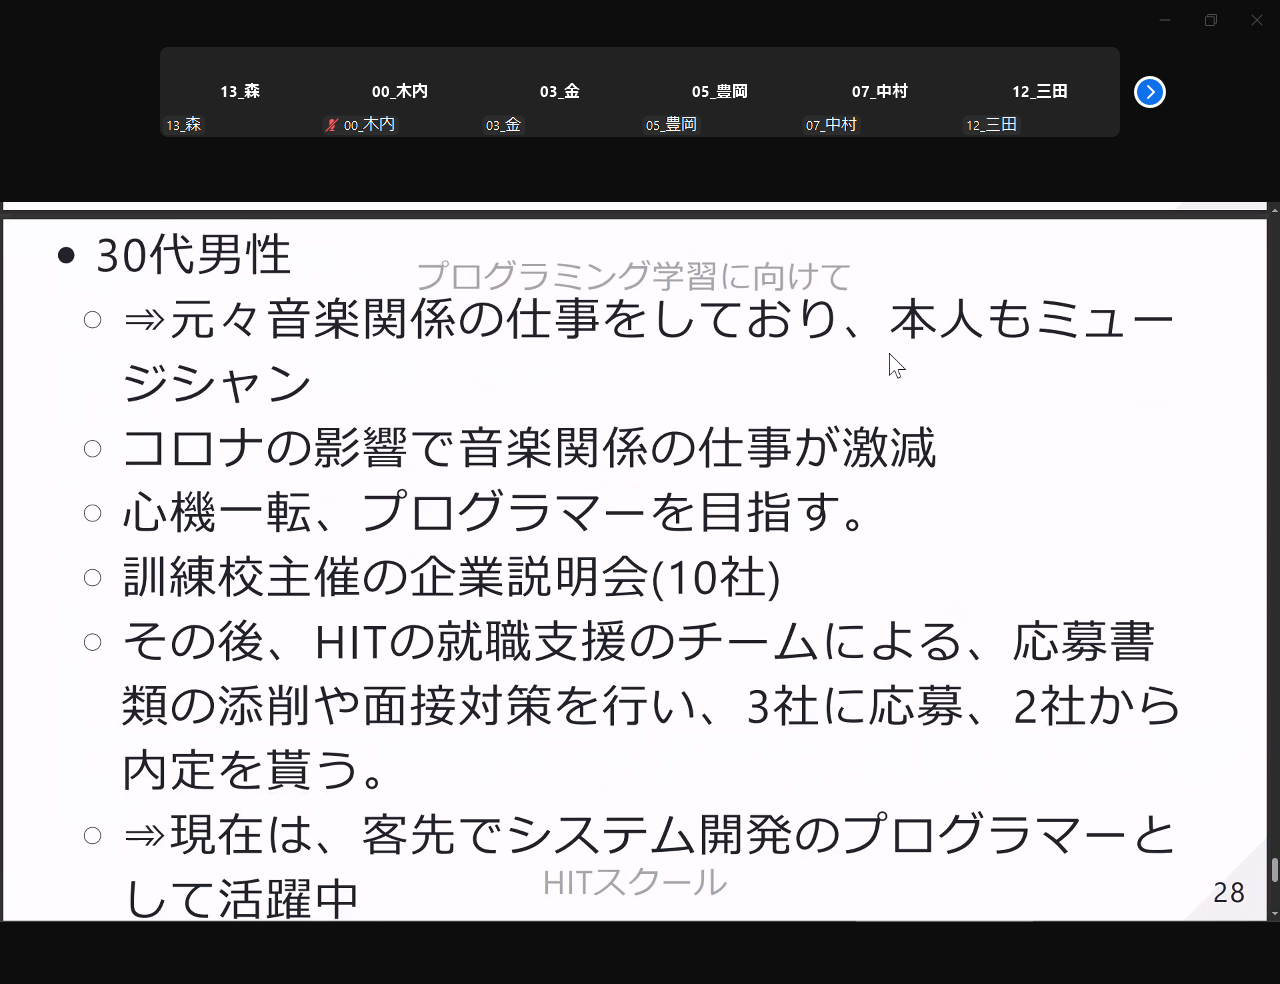 13_森
00_木内
03_金
05_豊岡
07_中村
12_三田
13_森
00_木内
03_金
05_豊岡
07_中村
12_三田
プログラミング学習に向けて
• 30代男性
○ ⇒元々音楽関係の仕事をしており、本人もミュー
ジシャン
○ コロナの影響で音楽関係の仕事が激減
○ 心機一転、プログラマーを目指す。
○ 訓練校主催の企業説明会(10社)
○ その後、HITの就職支援のチームによる、応募書
類の添削や面接対策を行い、3社に応募、2社から
内定を貰う。
○ ⇒現在は、客先でシステム開発のプログラマーと
して活躍中
HITスクール
28